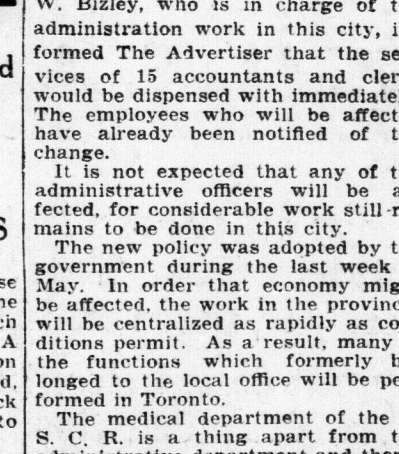 W. Bizley, who is in charge of t
administration work in this city, i
formed The Advertiser that the se
vices of 15 accountants and cler
would be dispensed with immediate
The employees who will be affect
have already been notified of t
change.
It is not expected that any of t
administrative officers will be a
fected, for considerable work still r
mains to be done in this city.
The new policy was adopted by t
government during the last week
May. In order that economy mig
be affected, the work in the provinc
will be centralized as rapidly as co
ditions permit. As a result, many
the functions which formerly b
longed to the local office will be pe
formed in Toronto.
The medical department of the
S. C. R. is a thing apart from t